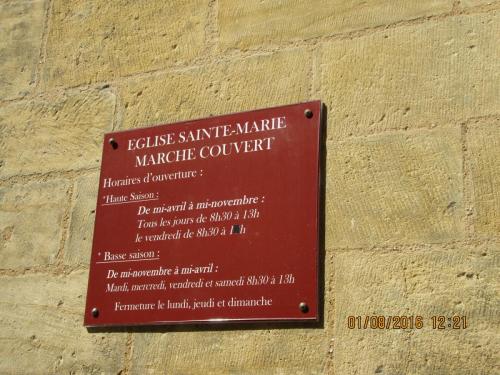 EGLISE SAINTE-MARIE
MARCHE COUVERT
Horaires d'ouverture :
*Haute Saison :
De mi-avril à mi-novembre :
Tous les jours de 8h30 à 13h
le vendredi de 8h30 à
* Basse saison :
De mi-novembre à mi-avril :
Mardi, mercredi, vendredi et samedi 8h30 à 13h
Fermeture le lundi, jeudi et dimanche
01/09/2016 12:21